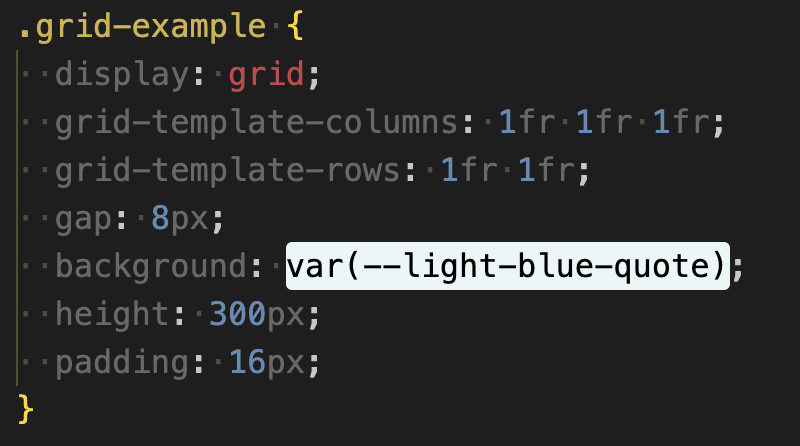 .grid-example {
  display: grid;
  grid-template-columns: 1fr 1fr 1fr;
  grid-template-rows: 1fr 1fr;
  gap: 8px;
  background: var(--light-blue-quote);
  height: 300px;
  padding: 16px;
}